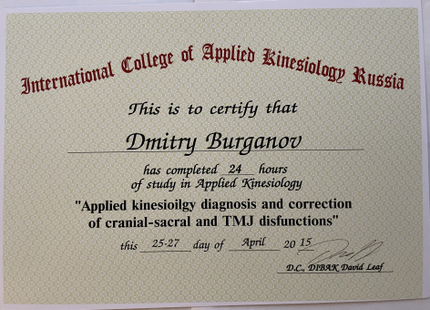 International College of Applied Kinesiology Russia
This is to certify that
Dmitry Burganov
has completed 24 hours
of study in Applied Kinesiology
"Applied kinesioilgy diagnosis and correction
of cranial-sacral and TMJ disfunctions"
this 25-27 day of April 20 15
D.C., DIBAK David Leaf